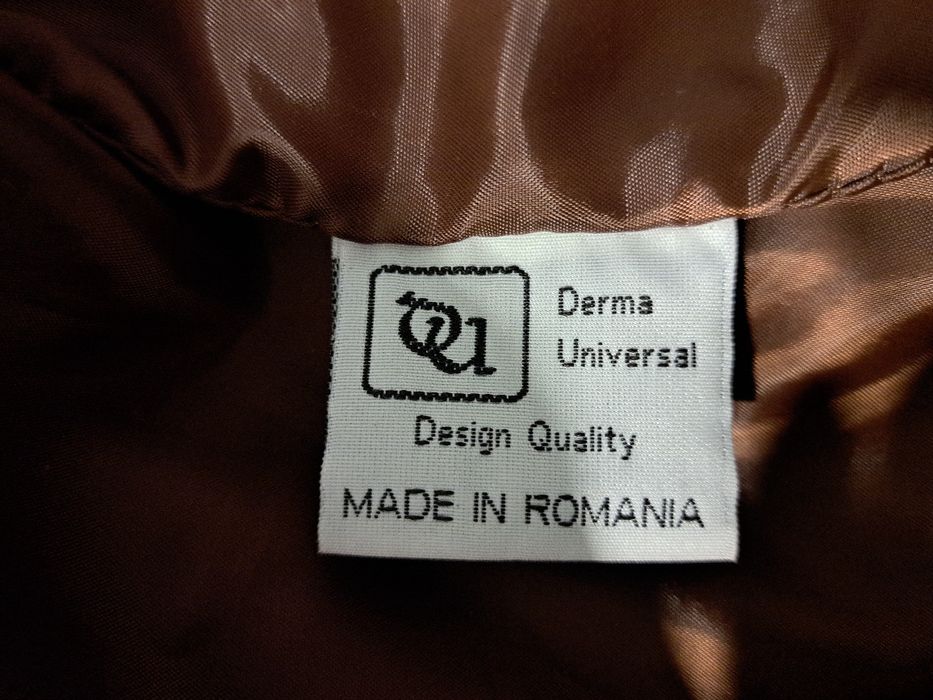 Derma
Universal
Design Quality
MADE IN ROMANIA